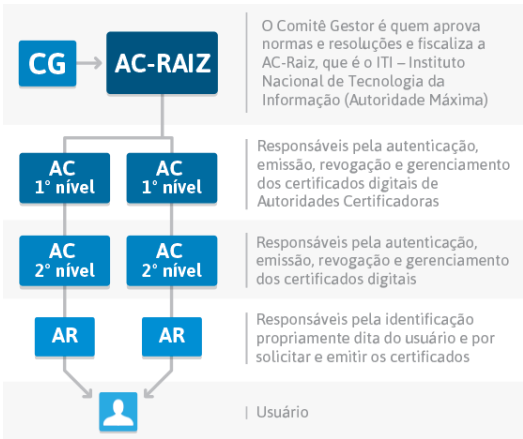 CG
AC-RAIZ
O Comitê Gestor é quem aprova
normas e resoluções e fiscaliza a
AC-Raiz, que é o ITI – Instituto
Nacional de Tecnologia da
Informação (Autoridade Máxima)
AC
1° nível
AC
1° nível
Responsáveis pela autenticação,
emissão, revogação e gerenciamento
dos certificados digitais de
Autoridades Certificadoras
AC
2° nível
AC
2° nível
Responsáveis pela autenticação,
emissão, revogação e gerenciamento
dos certificados digitais
AR
AR
Responsáveis pela identificação
propriamente dita do usuário e por
solicitar e emitir os certificados
Usuário